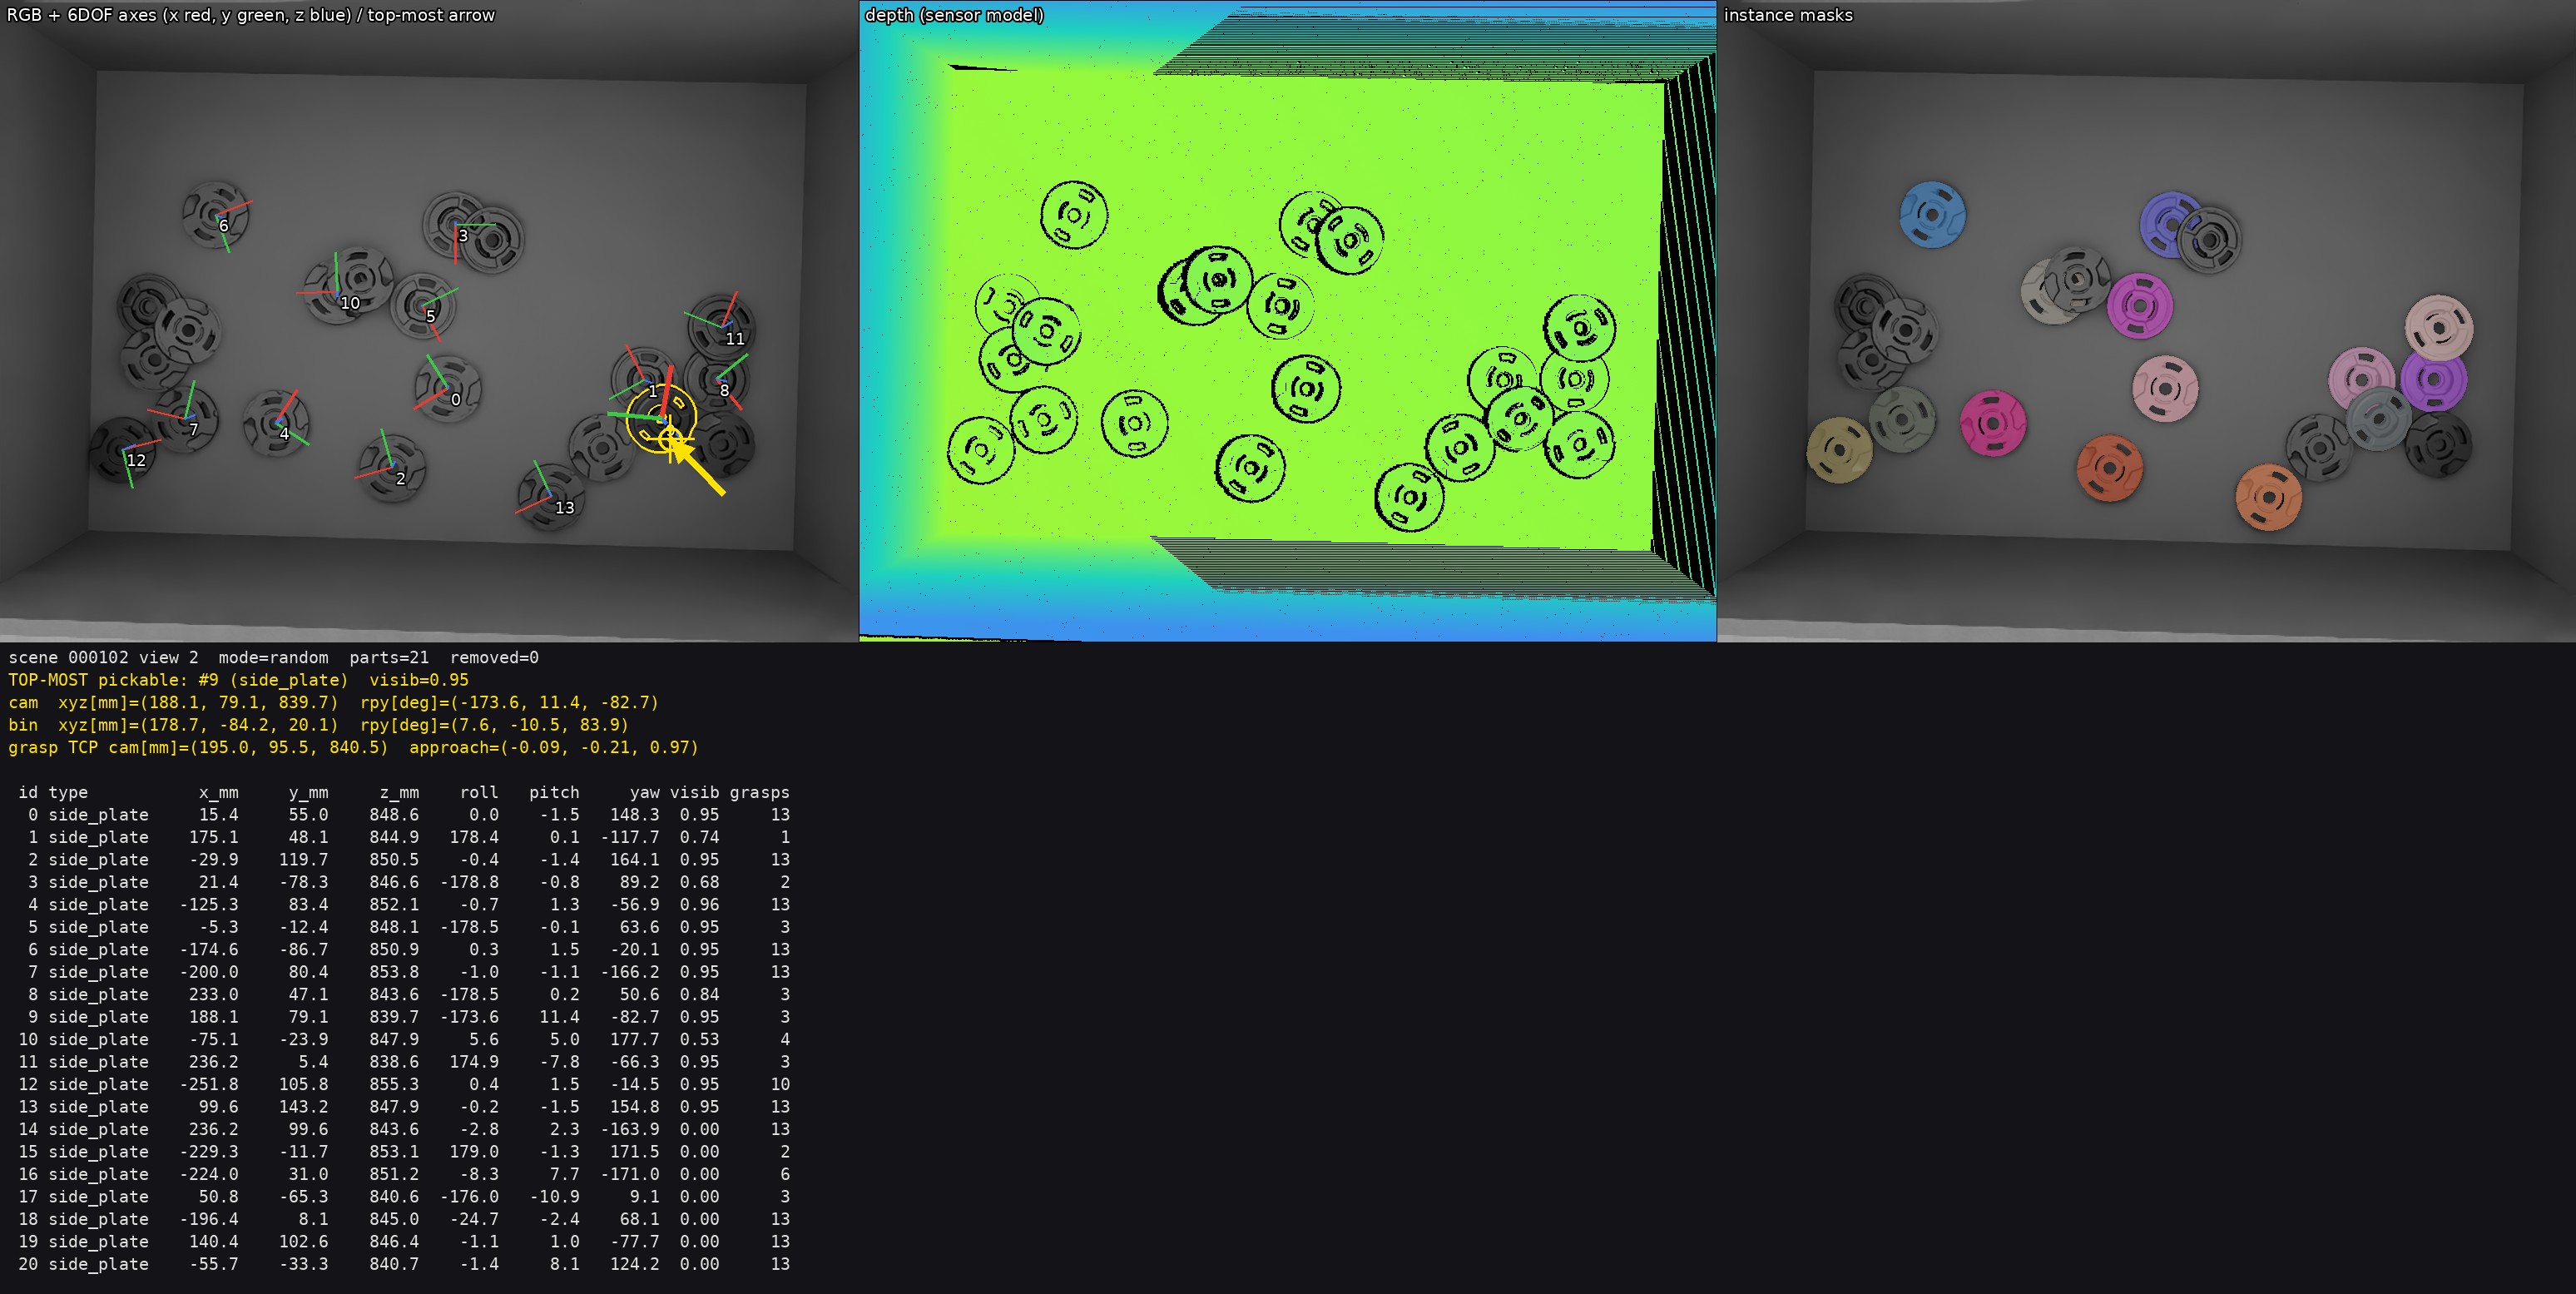 RGB + 6DOF axes (x red, y green, z blue) / top-most arrow
depth (sensor model)
instance masks
6
3
10
5
11
1
8
0
7
4
12
2
13
scene 000102 view 2  mode=random  parts=21  removed=0
TOP-MOST pickable: #9 (side_plate)  visib=0.95
cam  xyz[mm]=(188.1, 79.1, 839.7)  rpy[deg]=(-173.6, 11.4, -82.7)
bin  xyz[mm]=(178.7, -84.2, 20.1)  rpy[deg]=(7.6, -10.5, 83.9)
grasp TCP cam[mm]=(195.0, 95.5, 840.5)  approach=(-0.09, -0.21, 0.97)
id type x_mm y_mm z_mm roll pitch yaw visib grasps
0 side_plate 15.4 55.0 848.6 0.0 -1.5 148.3 0.95 13
1 side_plate 175.1 48.1 844.9 178.4 0.1 -117.7 0.74 1
2 side_plate -29.9 119.7 850.5 -0.4 -1.4 164.1 0.95 13
3 side_plate 21.4 -78.3 846.6 -178.8 -0.8 89.2 0.68 2
4 side_plate -125.3 83.4 852.1 -0.7 1.3 -56.9 0.96 13
5 side_plate -5.3 -12.4 848.1 -178.5 -0.1 63.6 0.95 3
6 side_plate -174.6 -86.7 850.9 0.3 1.5 -20.1 0.95 13
7 side_plate -200.0 80.4 853.8 -1.0 -1.1 -166.2 0.95 13
8 side_plate 233.0 47.1 843.6 -178.5 0.2 50.6 0.84 3
9 side_plate 188.1 79.1 839.7 -173.6 11.4 -82.7 0.95 3
10 side_plate -75.1 -23.9 847.9 5.6 5.0 177.7 0.53 4
11 side_plate 236.2 5.4 838.6 174.9 -7.8 -66.3 0.95 3
12 side_plate -251.8 105.8 855.3 0.4 1.5 -14.5 0.95 10
13 side_plate 99.6 143.2 847.9 -0.2 -1.5 154.8 0.95 13
14 side_plate 236.2 99.6 843.6 -2.8 2.3 -163.9 0.00 13
15 side_plate -229.3 -11.7 853.1 179.0 -1.3 171.5 0.00 2
16 side_plate -224.0 31.0 851.2 -8.3 7.7 -171.0 0.00 6
17 side_plate 50.8 -65.3 840.6 -176.0 -10.9 9.1 0.00 3
18 side_plate -196.4 8.1 845.0 -24.7 -2.4 68.1 0.00 13
19 side_plate 140.4 102.6 846.4 -1.1 1.0 -77.7 0.00 13
20 side_plate -55.7 -33.3 840.7 -1.4 8.1 124.2 0.00 13